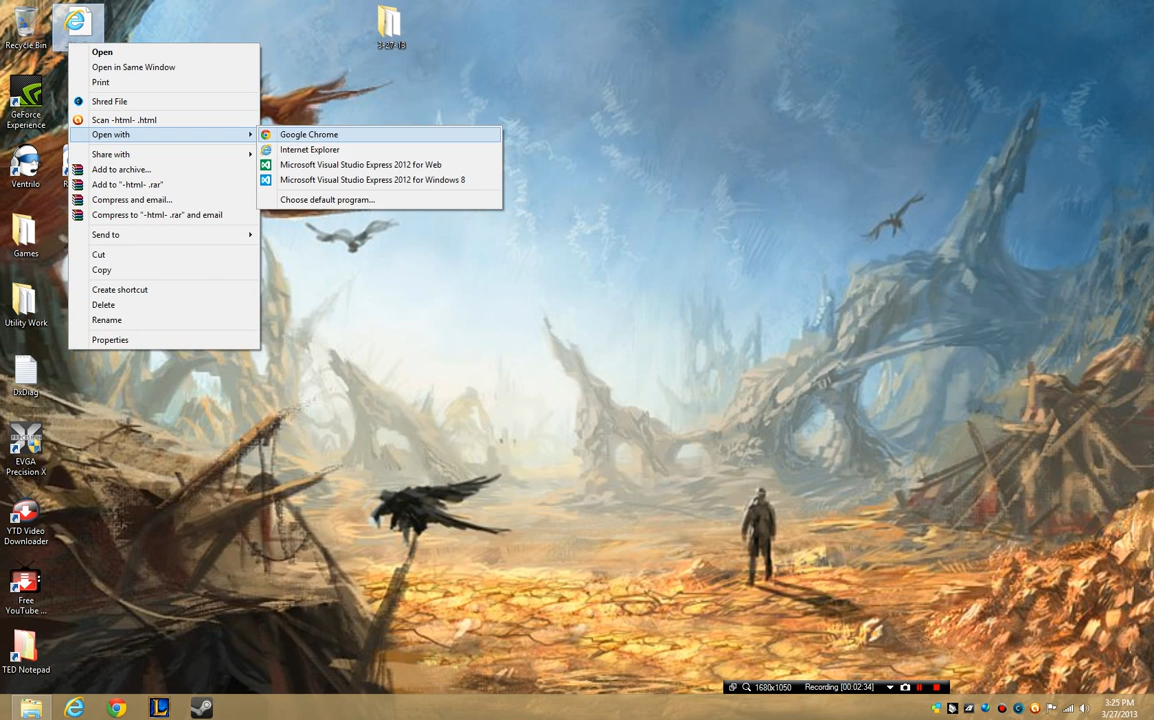 Recycle Bin
3-27-13
Open
Open in Same Window
Print
Shred File
Scan -html- .html
Open with
Share with
Add to archive...
Add to "-html- .rar"
Compress and email...
Compress to "-html- .rar" and email
Send to
Cut
Copy
Create shortcut
Delete
Rename
Properties
Google Chrome
Internet Explorer
Microsoft Visual Studio Express 2012 for Web
Microsoft Visual Studio Express 2012 for Windows 8
Choose default program...
GeForce
Experience
Ventrilo
Games
Utility Work
DxDiag
EVGA
Precision X
YTD Video
Downloader
Free
YouTube ...
TED Notepad
1680x1050
Recording [00:02:34]
3:25 PM
3/27/2013